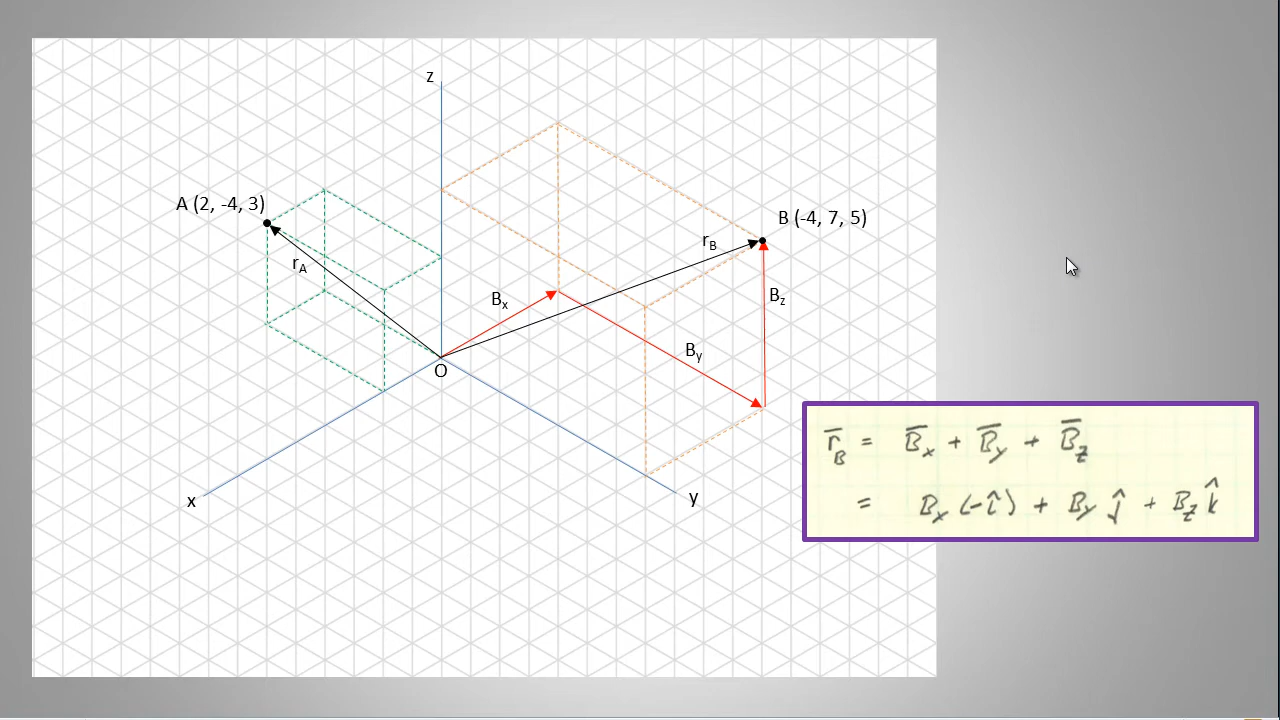 z
A (2, -4, 3)
B (-4, 7, 5)
r_B
r_A
B_x
B_z
B_y
O
x
y
r̅_B = B̅_x + B̅_y + B̅_z
= B_x (-î) + B_y ĵ + B_z k̂